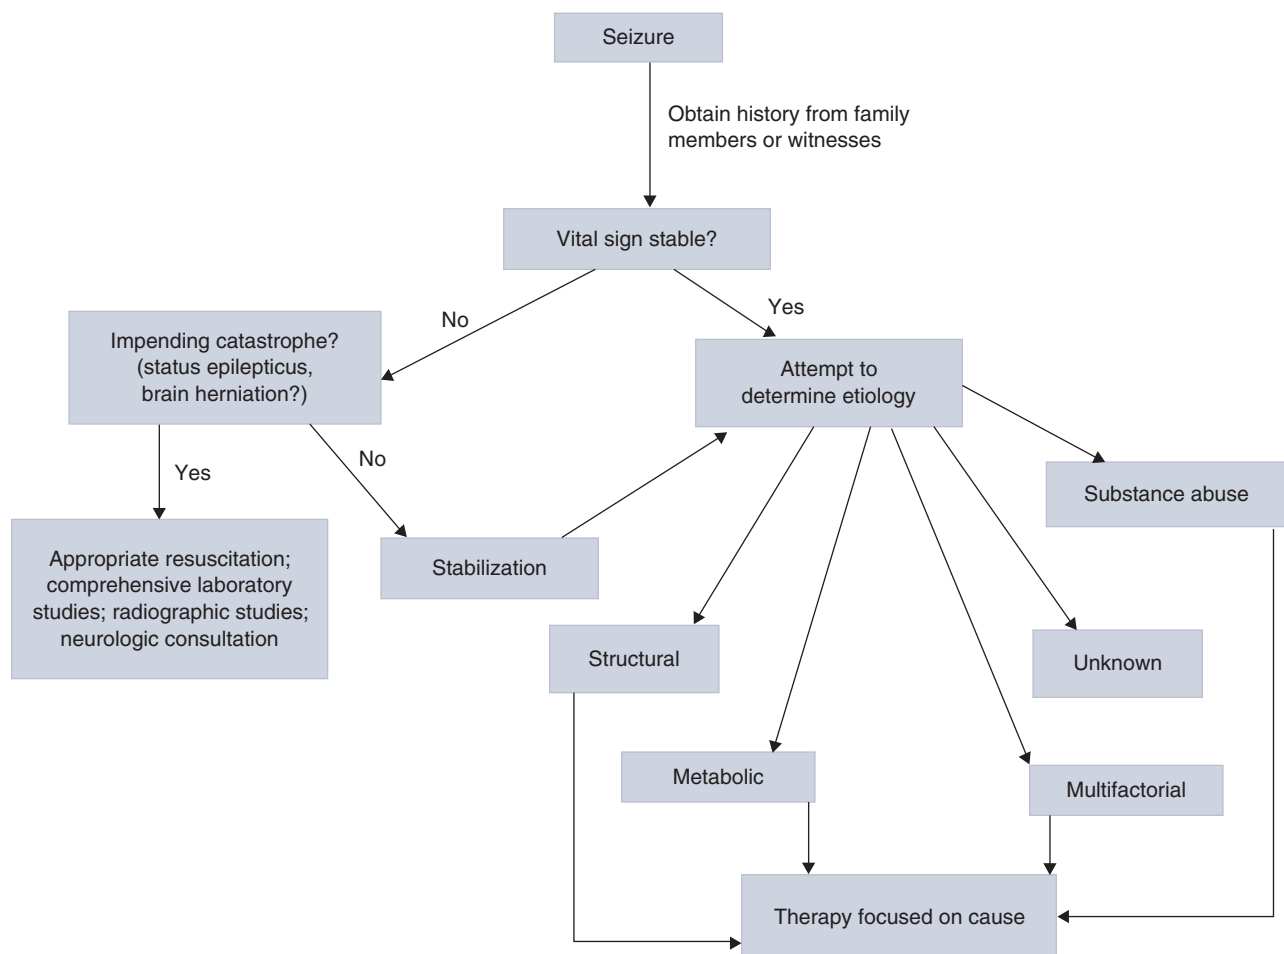 Seizure
Obtain history from family
members or witnesses
Vital sign stable?
No
Yes
Impending catastrophe?
(status epilepticus,
brain herniation?)
Attempt to
determine etiology
Yes
No
Substance abuse
Appropriate resuscitation;
comprehensive laboratory
studies; radiographic studies;
neurologic consultation
Stabilization
Structural
Unknown
Metabolic
Multifactorial
Therapy focused on cause